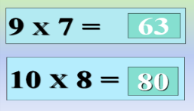 9 x 7 = 63
10 x 8 = 80